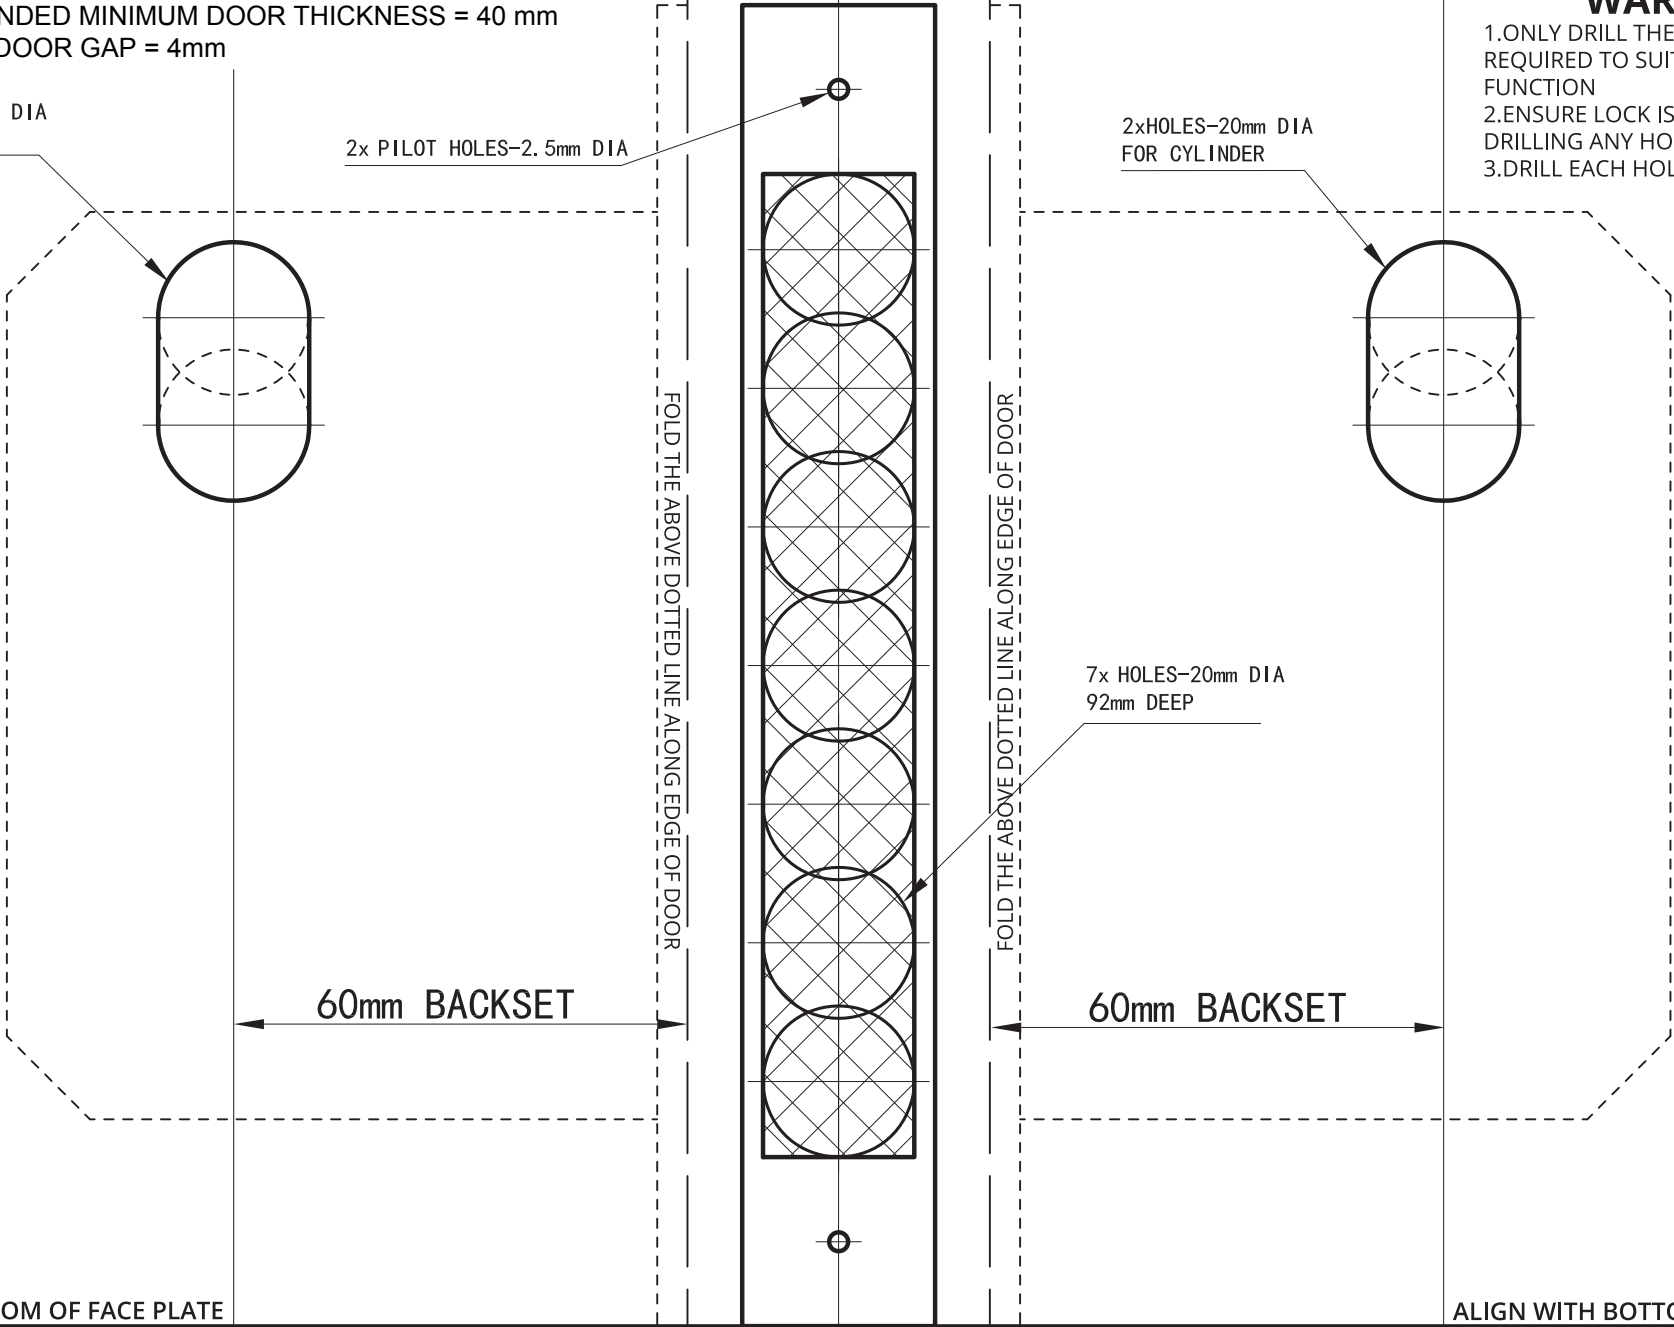 NDED MINIMUM DOOR THICKNESS = 40 mm
DOOR GAP = 4mm
DIA
2x PILOT HOLES-2.5mm DIA
2xHOLES-20mm DIA
FOR CYLINDER
WAR
1.ONLY DRILL THE
REQUIRED TO SUIT
FUNCTION
2.ENSURE LOCK IS
DRILLING ANY HO
3.DRILL EACH HOL
FOLD THE ABOVE DOTTED LINE ALONG EDGE OF DOOR
FOLD THE ABOVE DOTTED LINE ALONG EDGE OF DOOR
7x HOLES-20mm DIA
92mm DEEP
60mm BACKSET
60mm BACKSET
OM OF FACE PLATE
ALIGN WITH BOTTO